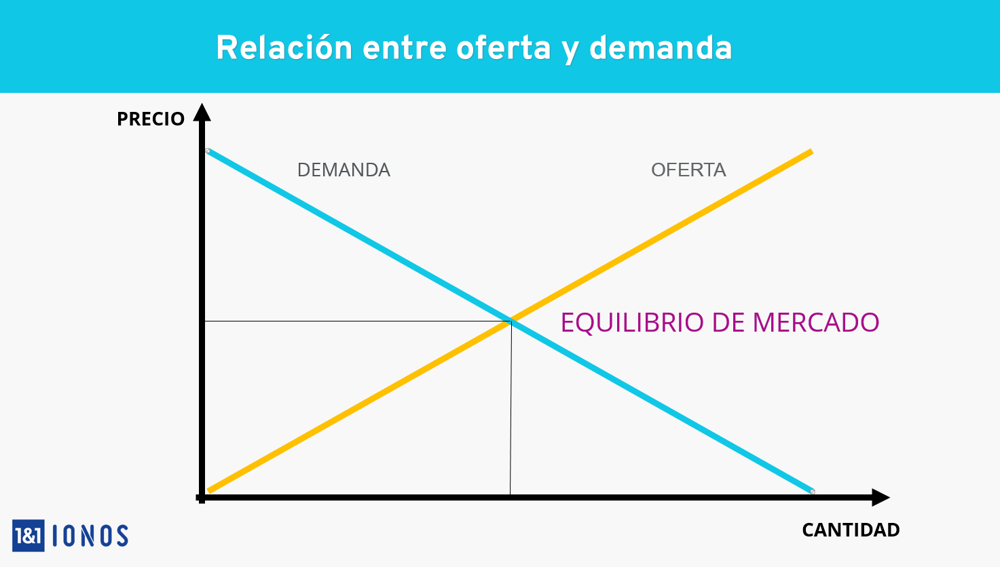 Relación entre oferta y demanda
PRECIO
DEMANDA
OFERTA
EQUILIBRIO DE MERCADO
CANTIDAD
1&1 IONOS